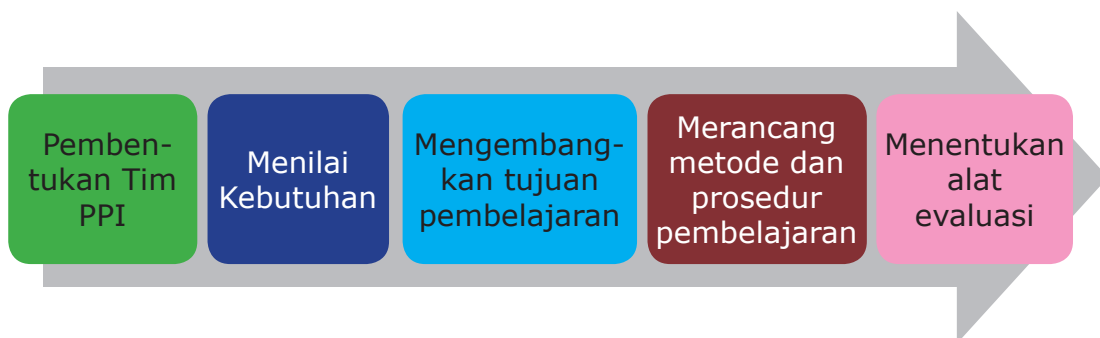 Pemben-
tukan Tim
PPI
Menilai
Kebutuhan
Mengembang-
kan tujuan
pembelajaran
Merancang
metode dan
prosedur
pembelajaran
Menentukan
alat
evaluasi